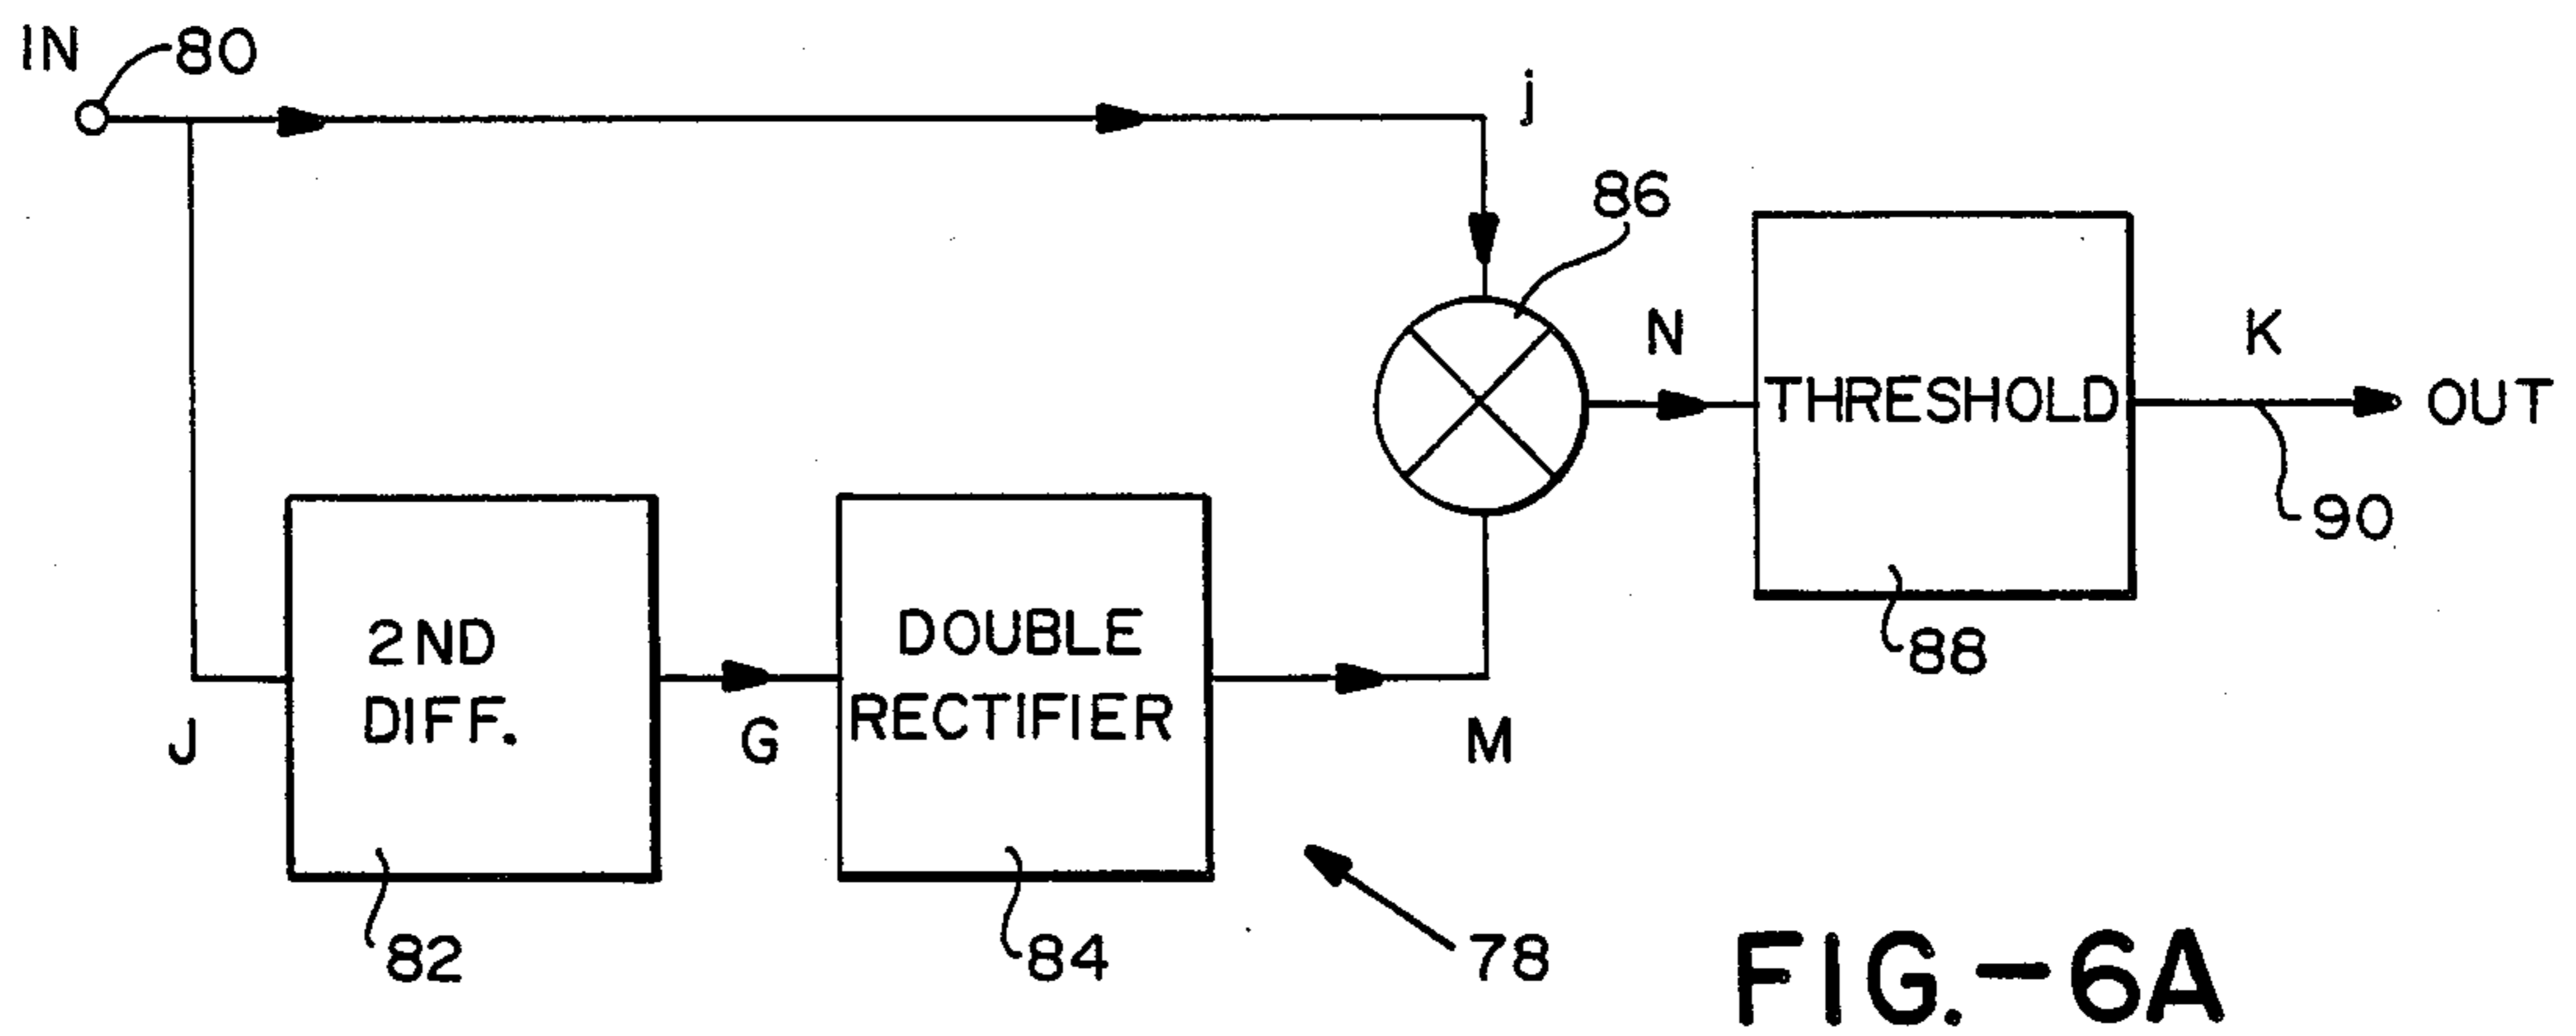 IN
80
j
86
N
THRESHOLD
K
OUT
90
88
J
2ND
DIFF.
G
DOUBLE
RECTIFIER
M
82
84
78
FIG.-6A